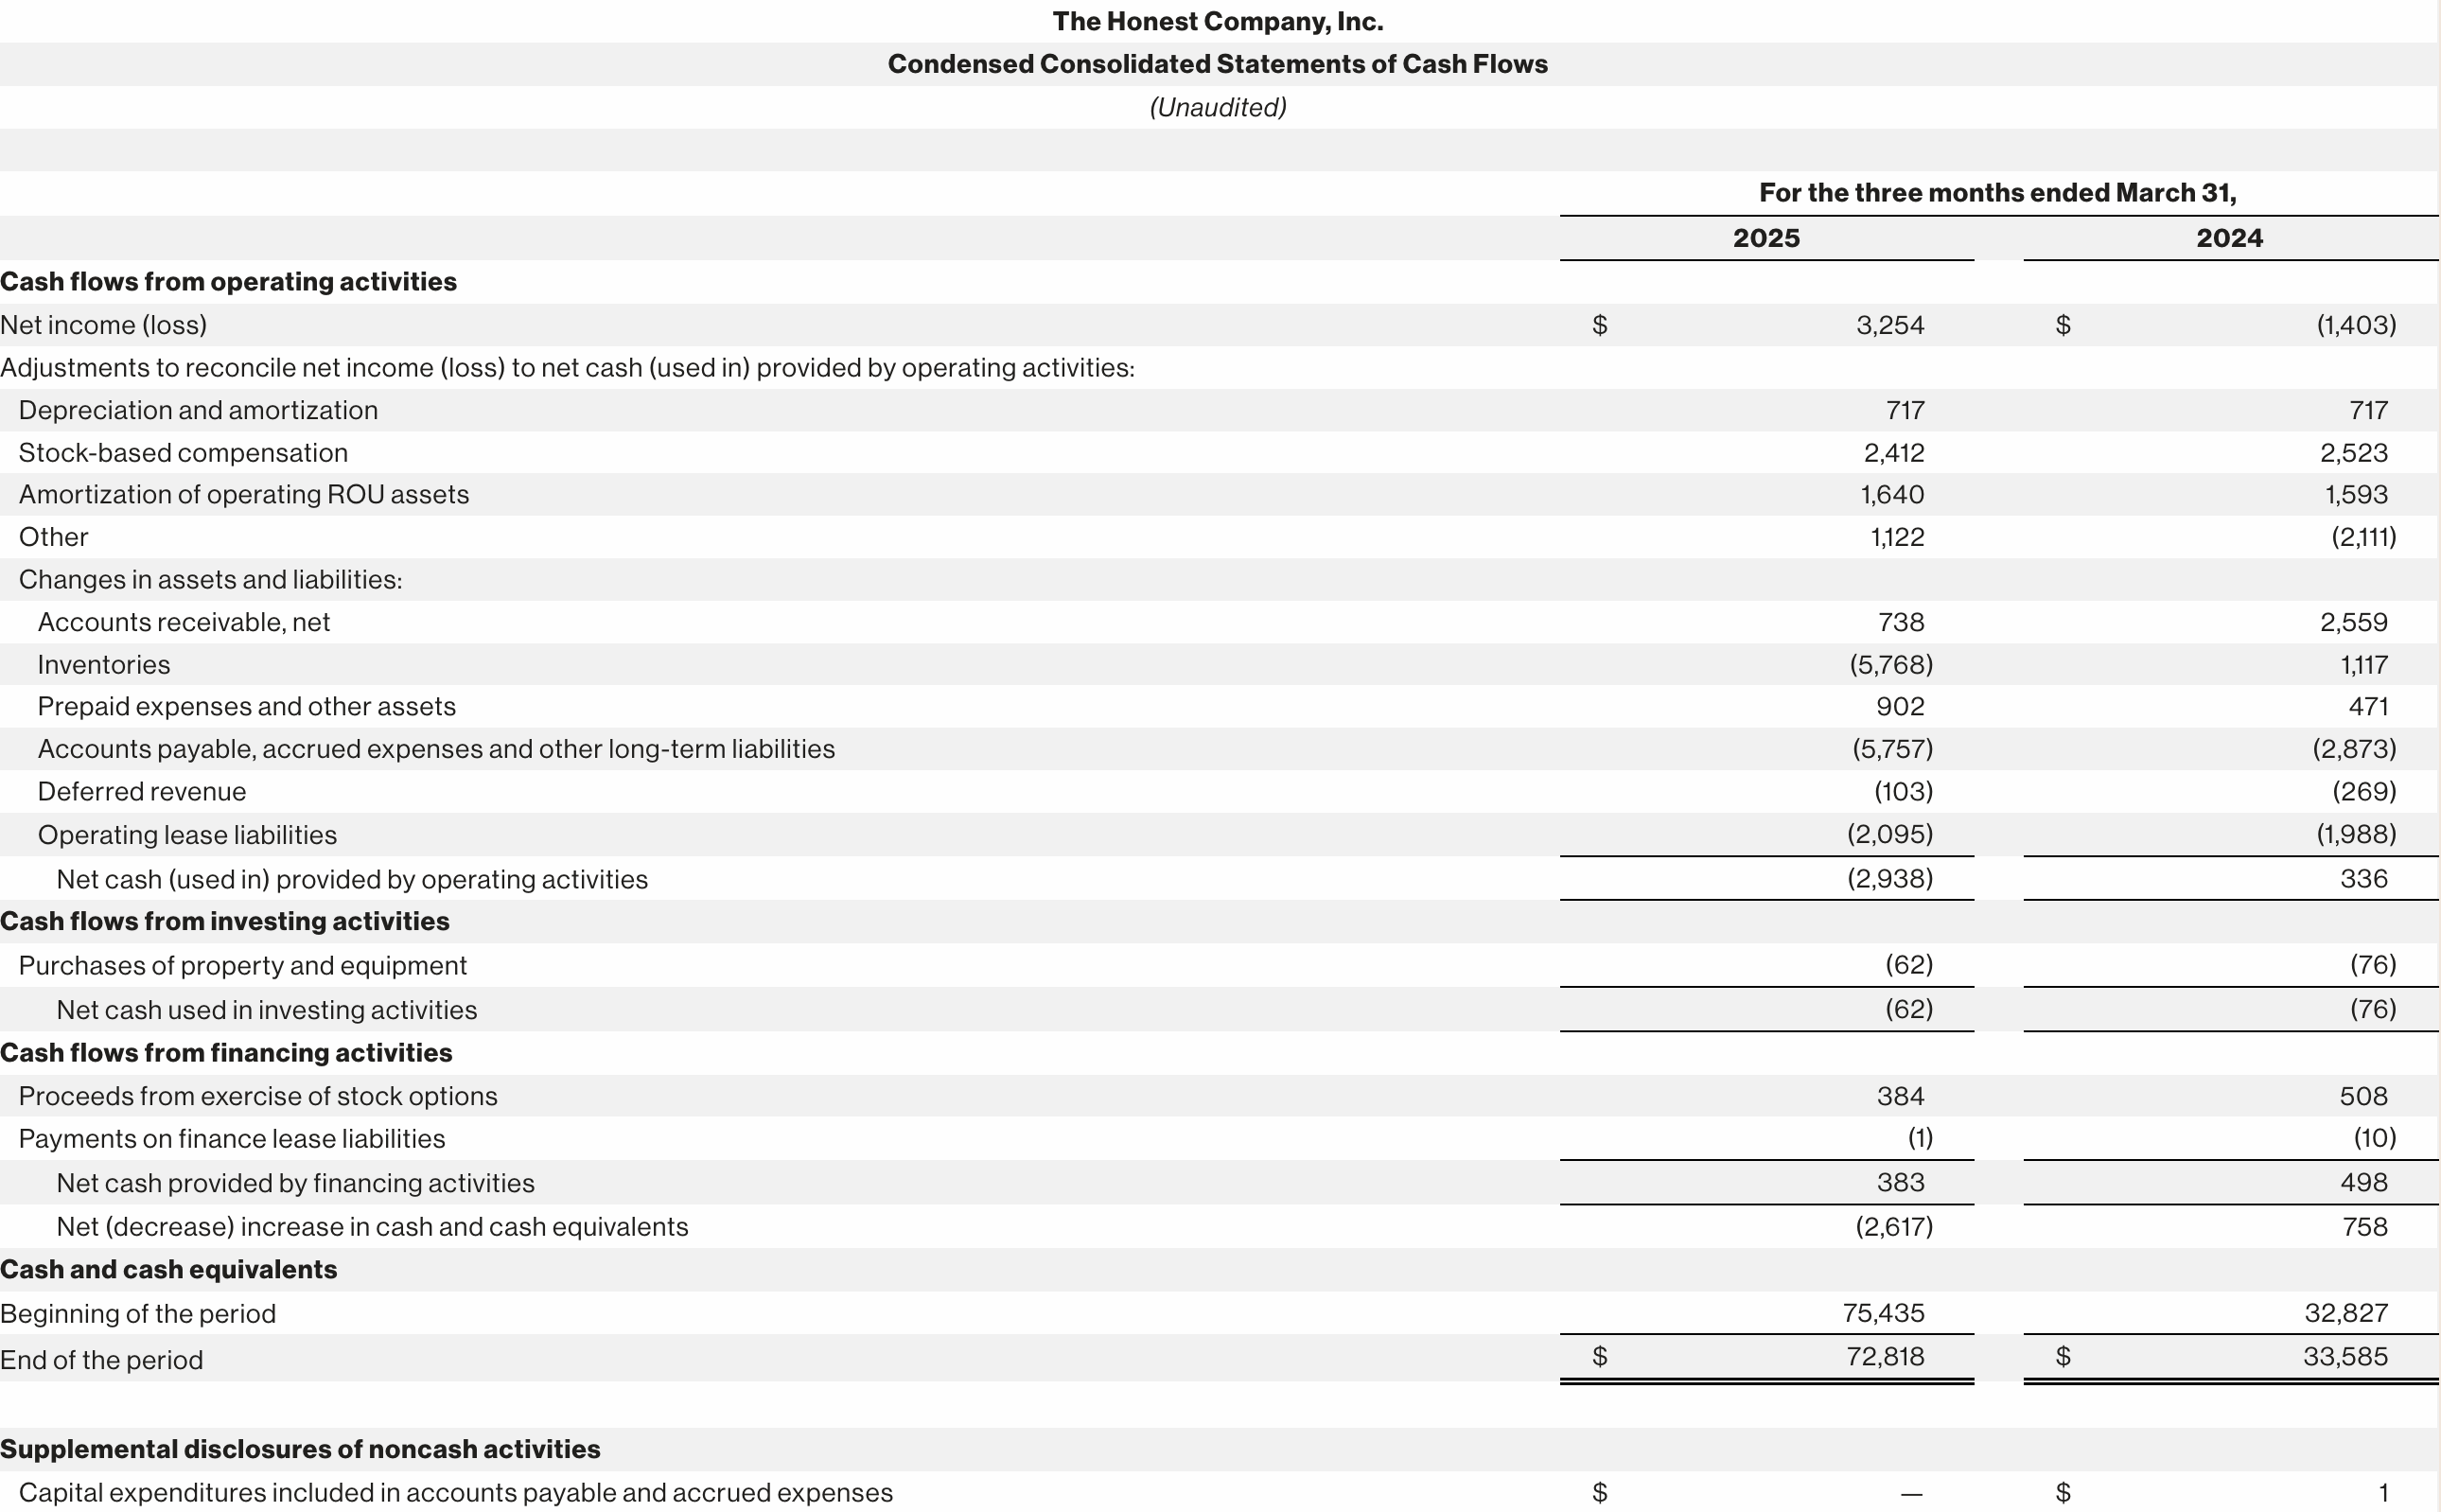 The Honest Company, Inc.
Condensed Consolidated Statements of Cash Flows
(Unaudited)
For the three months ended March 31,
2025 2024
Cash flows from operating activities
Net income (loss) $ 3,254 $ (1,403)
Adjustments to reconcile net income (loss) to net cash (used in) provided by operating activities:
Depreciation and amortization 717 717
Stock-based compensation 2,412 2,523
Amortization of operating ROU assets 1,640 1,593
Other 1,122 (2,111)
Changes in assets and liabilities:
Accounts receivable, net 738 2,559
Inventories (5,768) 1,117
Prepaid expenses and other assets 902 471
Accounts payable, accrued expenses and other long-term liabilities (5,757) (2,873)
Deferred revenue (103) (269)
Operating lease liabilities (2,095) (1,988)
Net cash (used in) provided by operating activities (2,938) 336
Cash flows from investing activities
Purchases of property and equipment (62) (76)
Net cash used in investing activities (62) (76)
Cash flows from financing activities
Proceeds from exercise of stock options 384 508
Payments on finance lease liabilities (1) (10)
Net cash provided by financing activities 383 498
Net (decrease) increase in cash and cash equivalents (2,617) 758
Cash and cash equivalents
Beginning of the period 75,435 32,827
End of the period $ 72,818 $ 33,585
Supplemental disclosures of noncash activities
Capital expenditures included in accounts payable and accrued expenses $ — $ 1